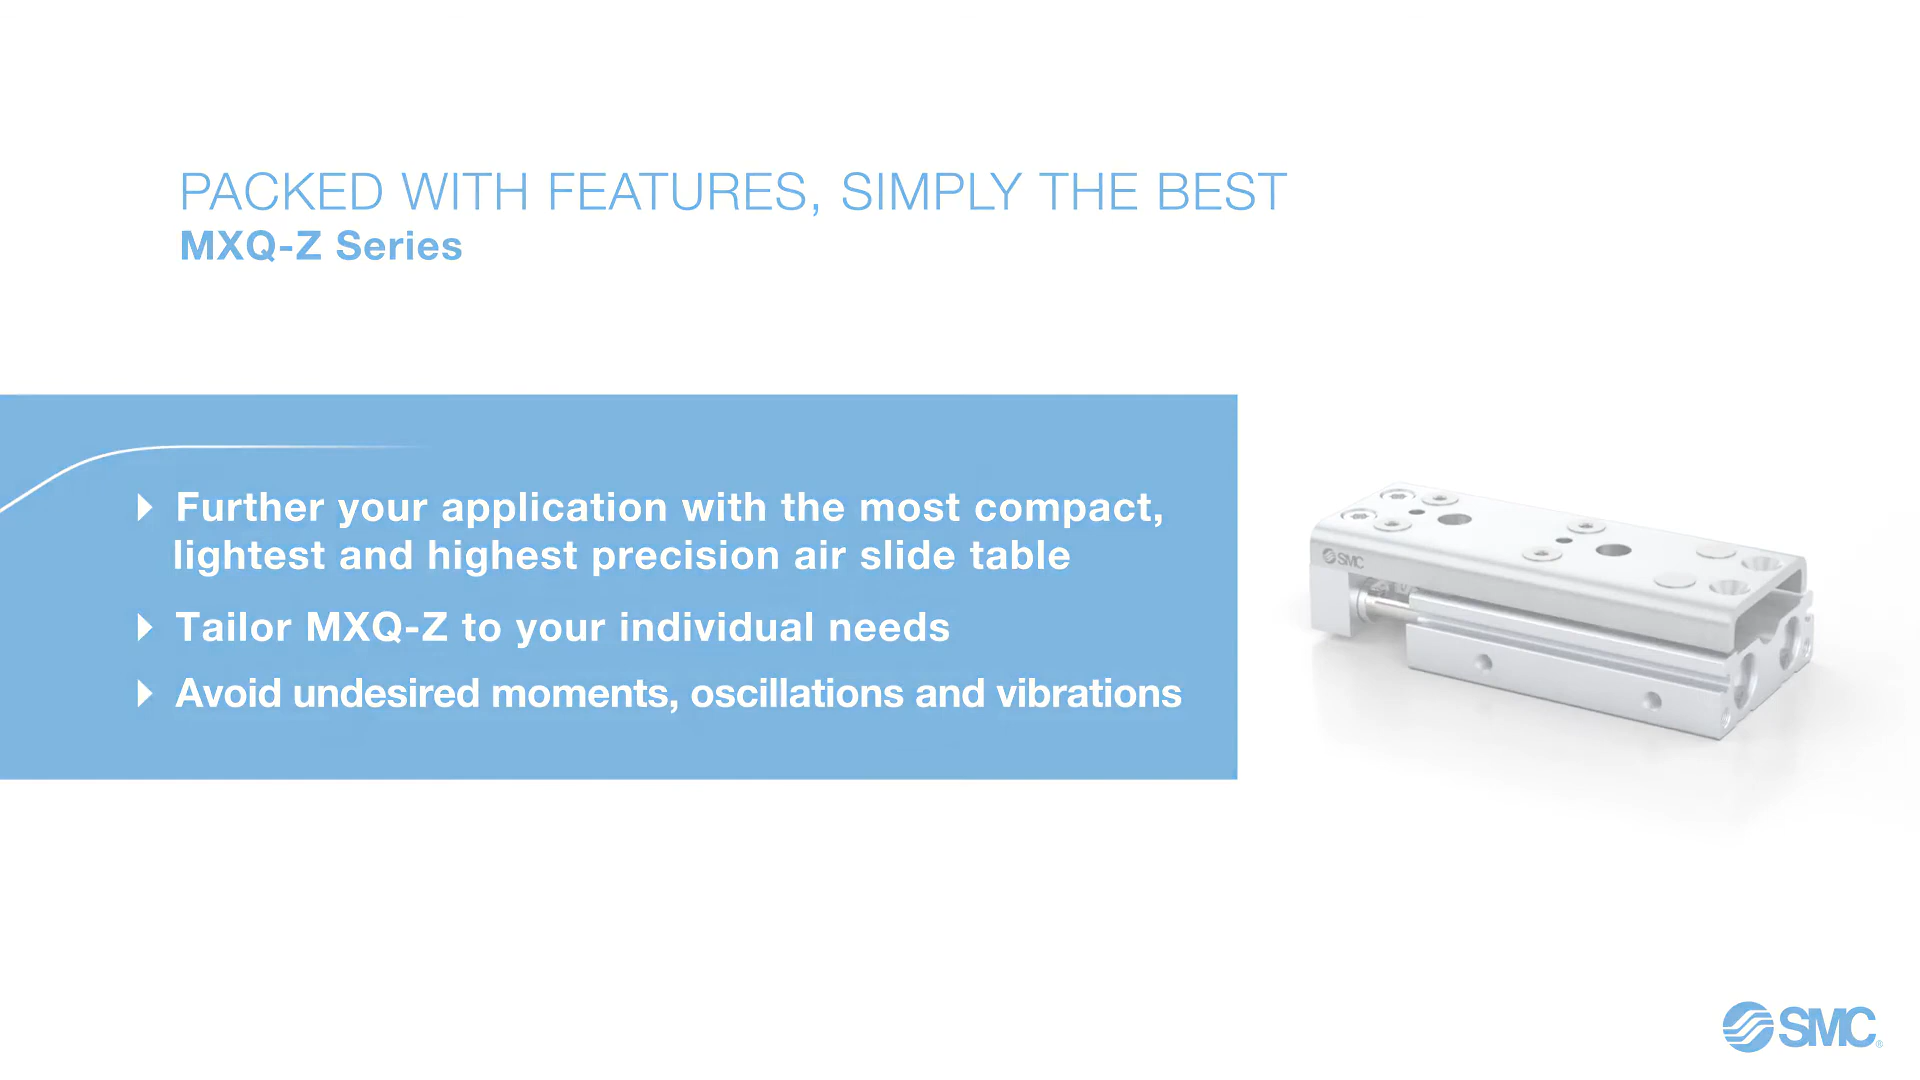 PACKED WITH FEATURES, SIMPLY THE BEST
MXQ-Z Series
Further your application with the most compact,
lightest and highest precision air slide table
Tailor MXQ-Z to your individual needs
Avoid undesired moments, oscillations and vibrations
SMC
SMC®